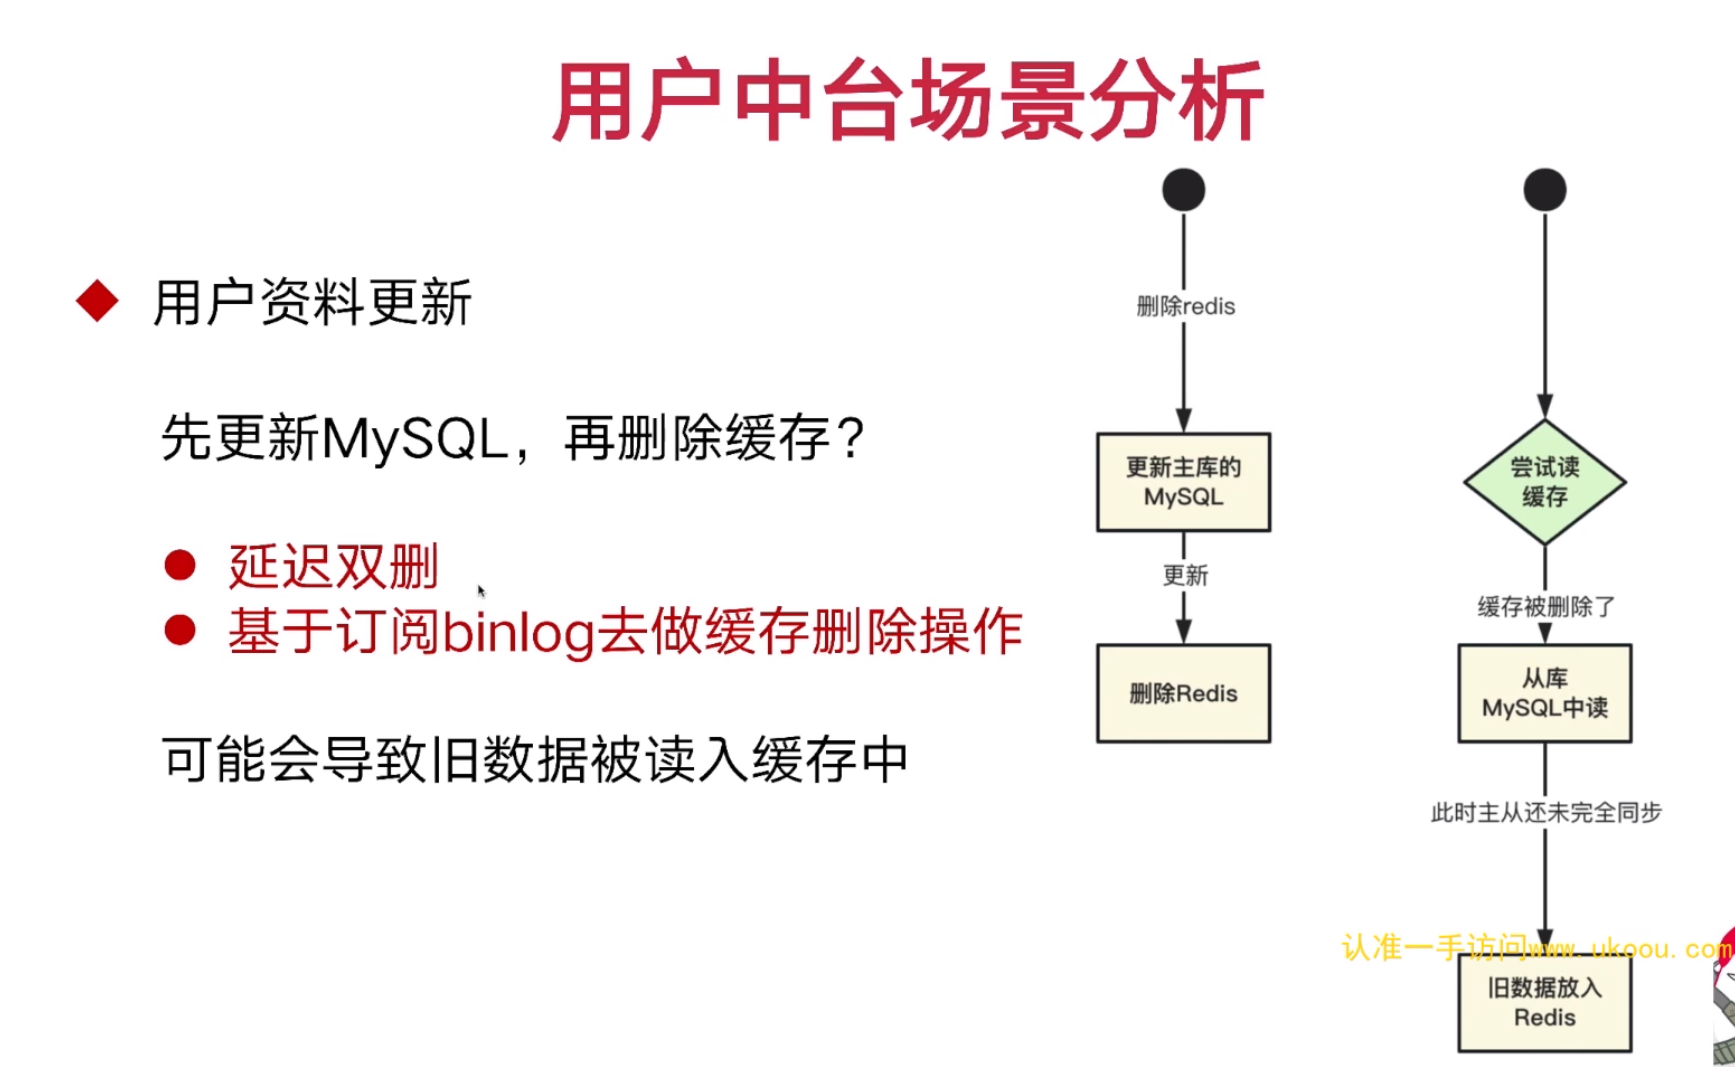 用户中台场景分析
用户资料更新
先更新MySQL，再删除缓存？
延迟双删
基于订阅binlog去做缓存删除操作
可能会导致旧数据被读入缓存中
删除redis
更新主库的
MySQL
更新
删除Redis
尝试读
缓存
缓存被删除了
从库
MySQL中读
此时主从还未完全同步
认准一手访问www.ukoou.com
旧数据放入
Redis